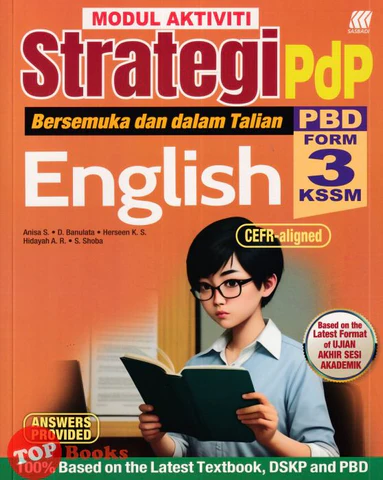 MODUL AKTIVITI
SASBADI
Strategi PdP
Bersemuka dan dalam Talian
PBD
FORM
3
KSSM
English
Anisa S. • D. Banulata • Herseen K. S.
Hidayah A. R. • S. Shoba
CEFR-aligned
Based on the
Latest Format
of UJIAN
AKHIR SESI
AKADEMIK
ANSWERS
PROVIDED
TOP Books
100% Based on the Latest Textbook, DSKP and PBD